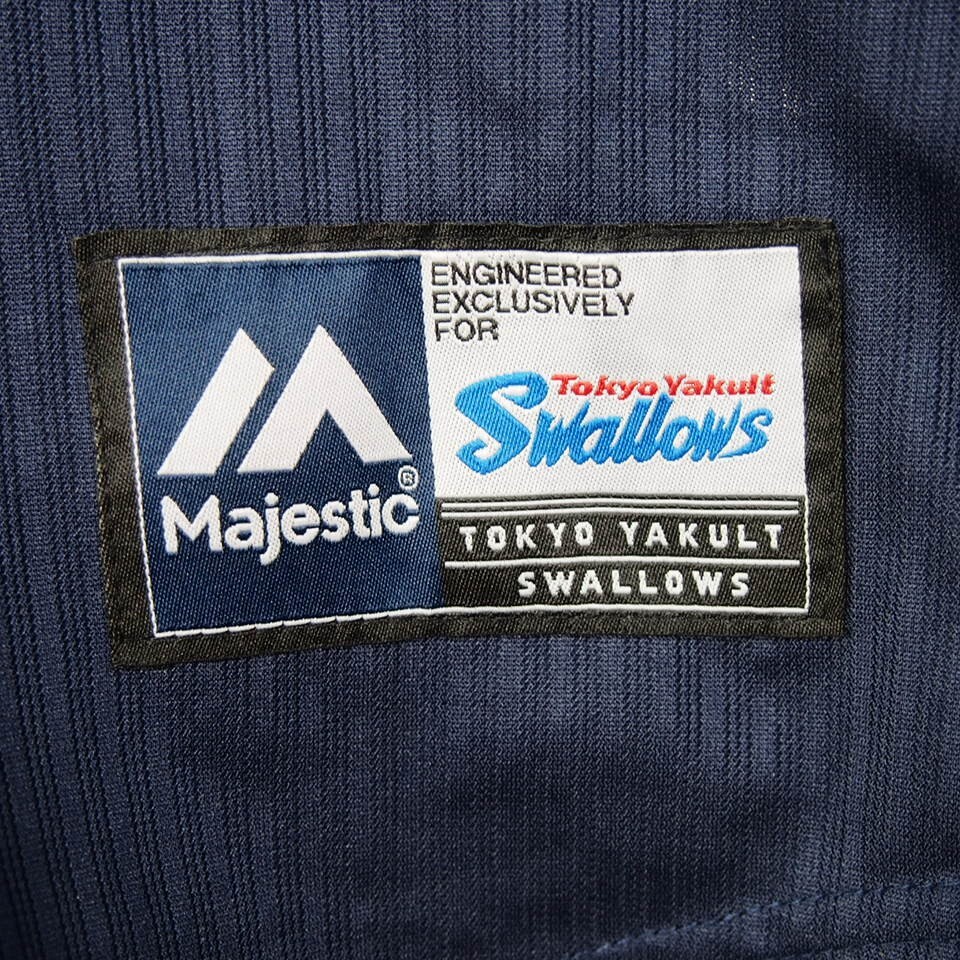 Majestic®
ENGINEERED
EXCLUSIVELY
FOR
Tokyo Yakult
Swallows
TOKYO YAKULT
SWALLOWS